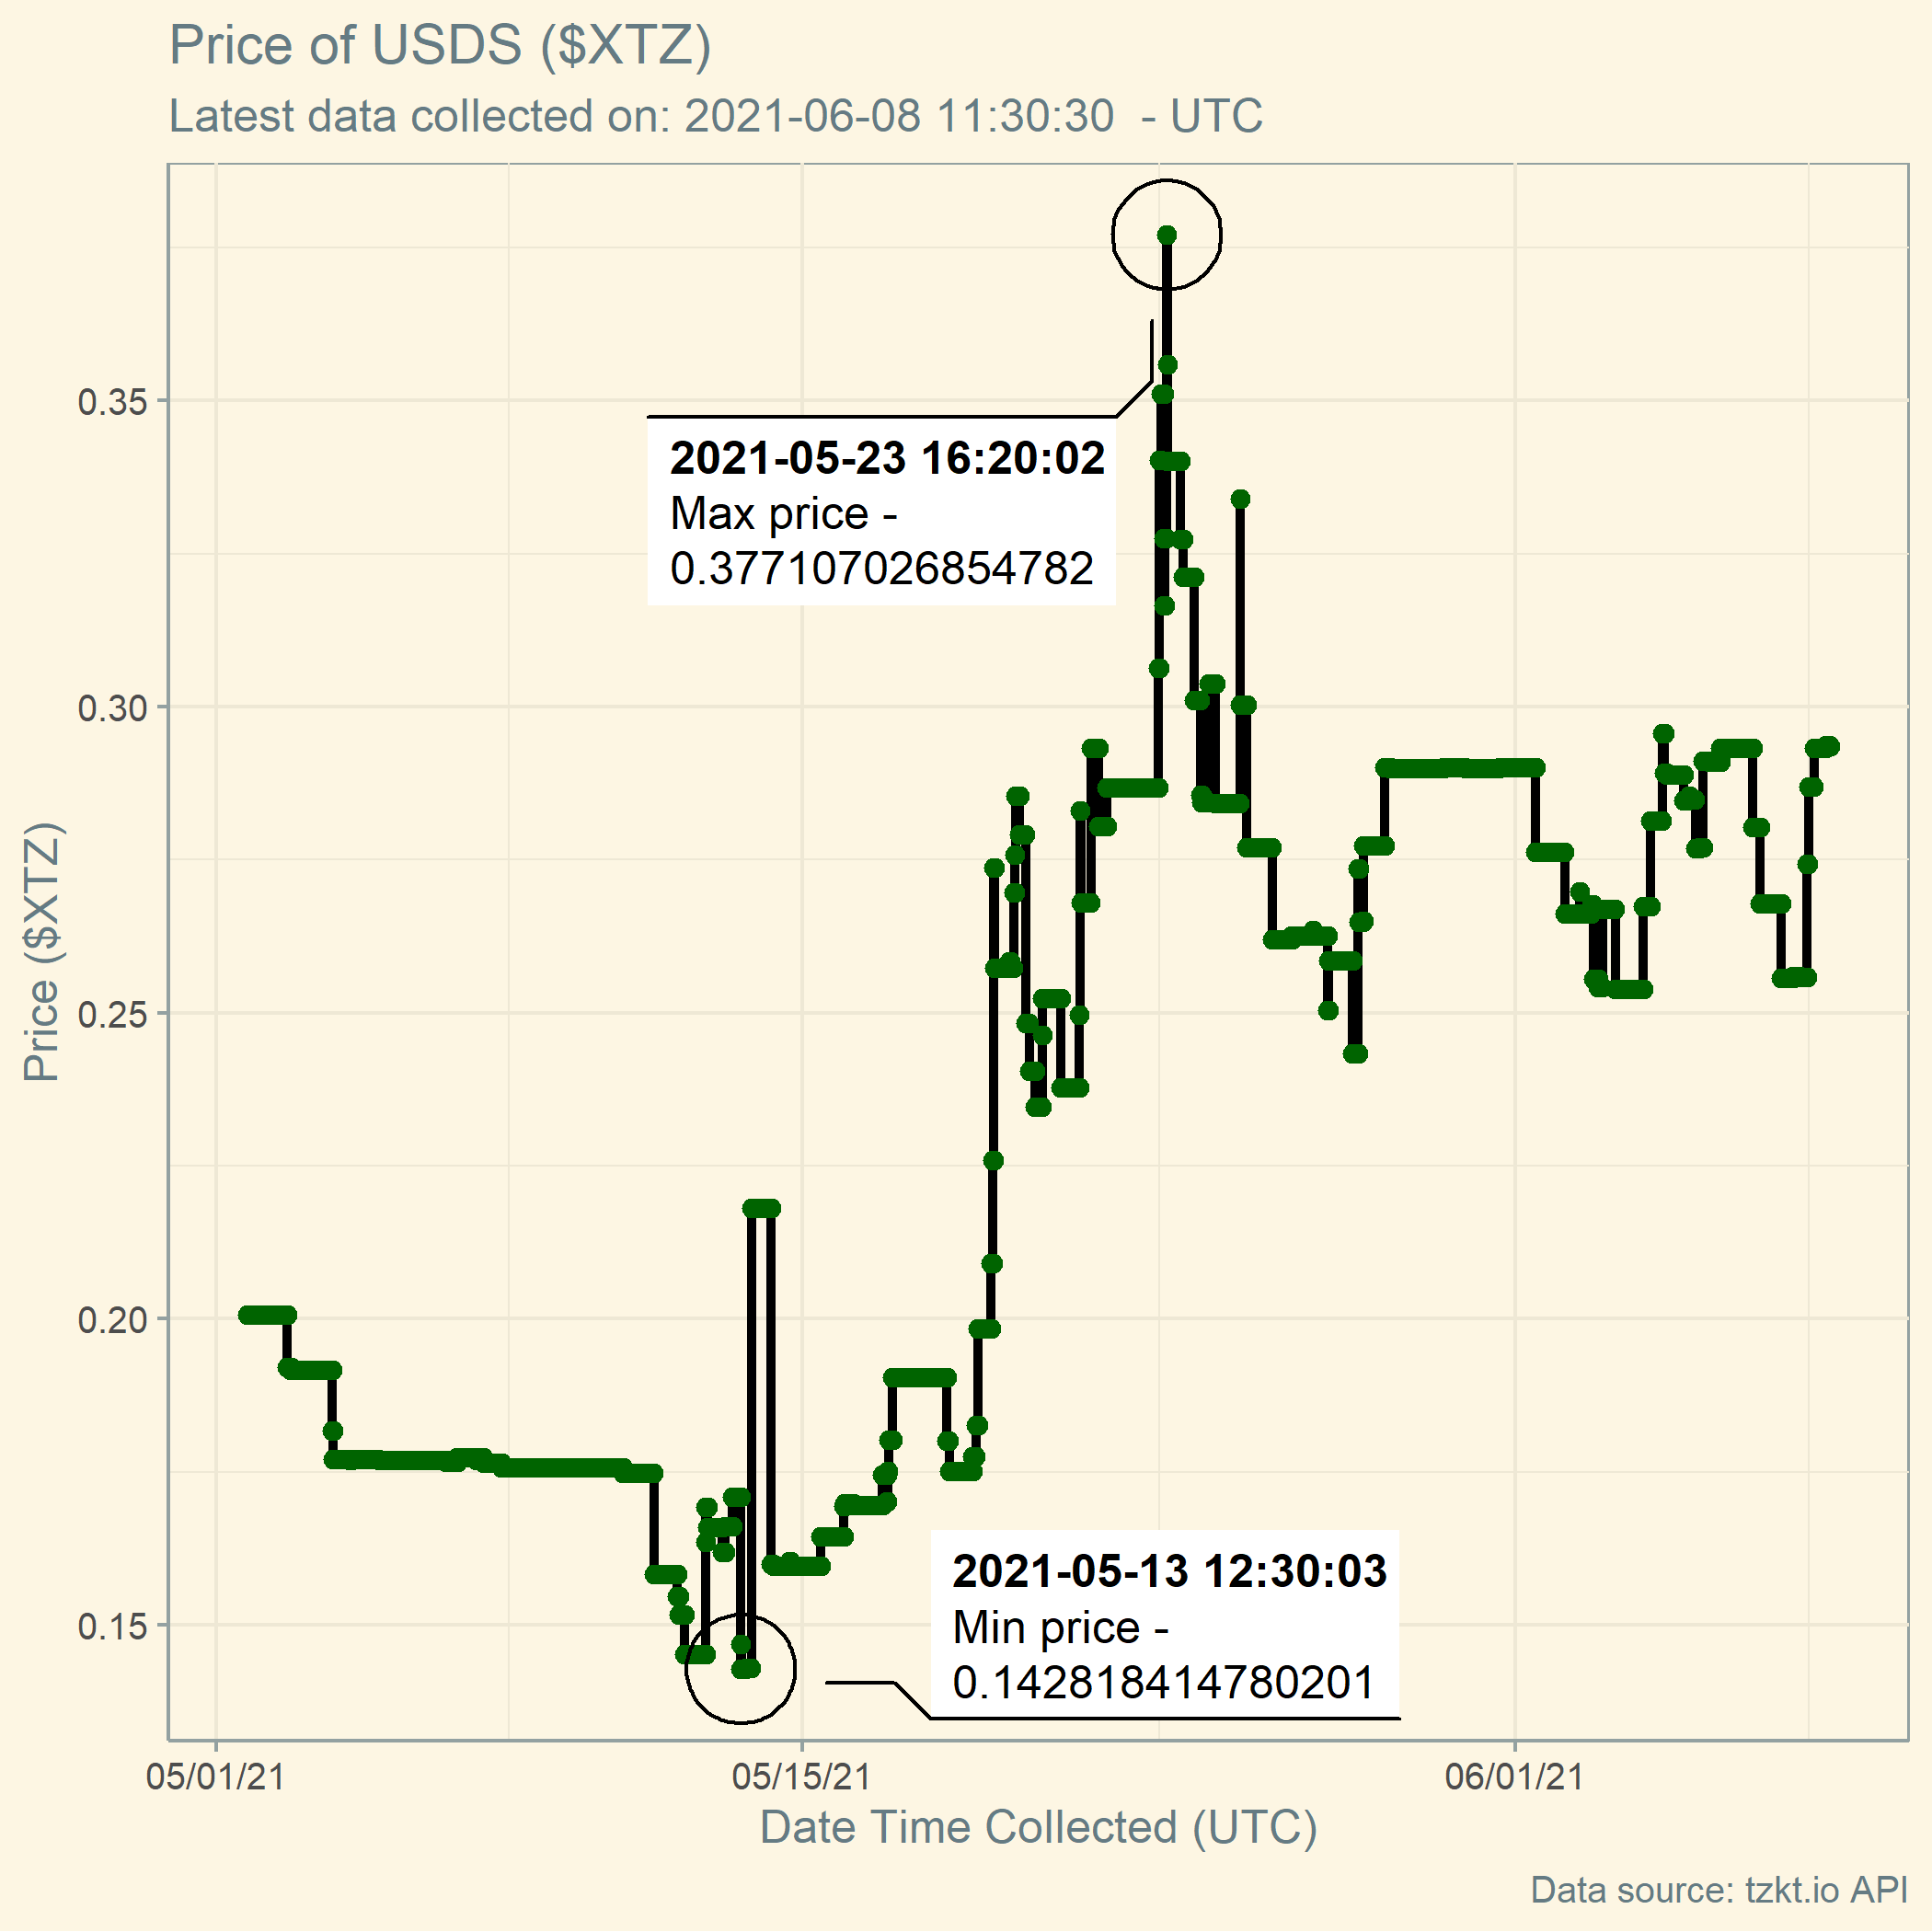 Price of USDS ($XTZ)
Latest data collected on: 2021-06-08 11:30:30  - UTC
Price ($XTZ)
0.35
0.30
0.25
0.20
0.15
2021-05-23 16:20:02
Max price -
0.377107026854782
2021-05-13 12:30:03
Min price -
0.142818414780201
05/01/21
05/15/21
06/01/21
Date Time Collected (UTC)
Data source: tzkt.io API